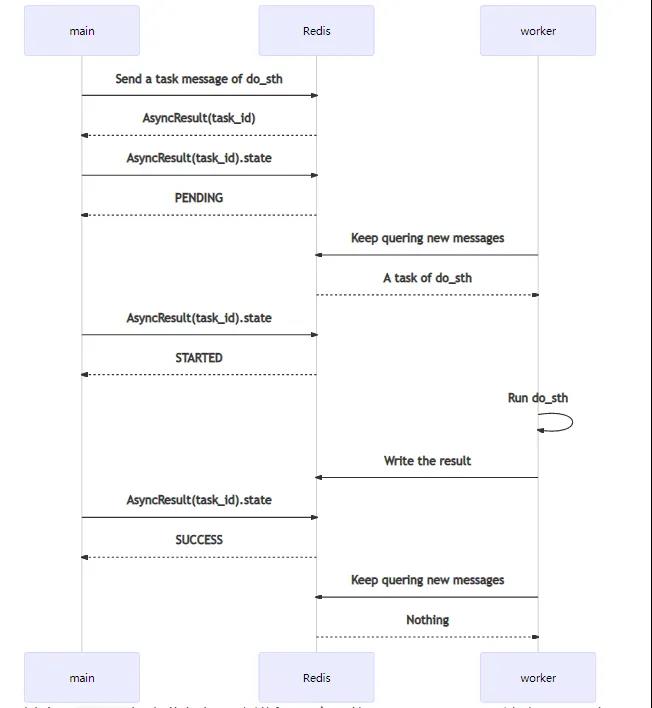 main Redis worker
Send a task message of do_sth
AsyncResult(task_id)
AsyncResult(task_id).state
PENDING
Keep quering new messages
A task of do_sth
AsyncResult(task_id).state
STARTED
Run do_sth
Write the result
AsyncResult(task_id).state
SUCCESS
Keep quering new messages
Nothing
main Redis worker